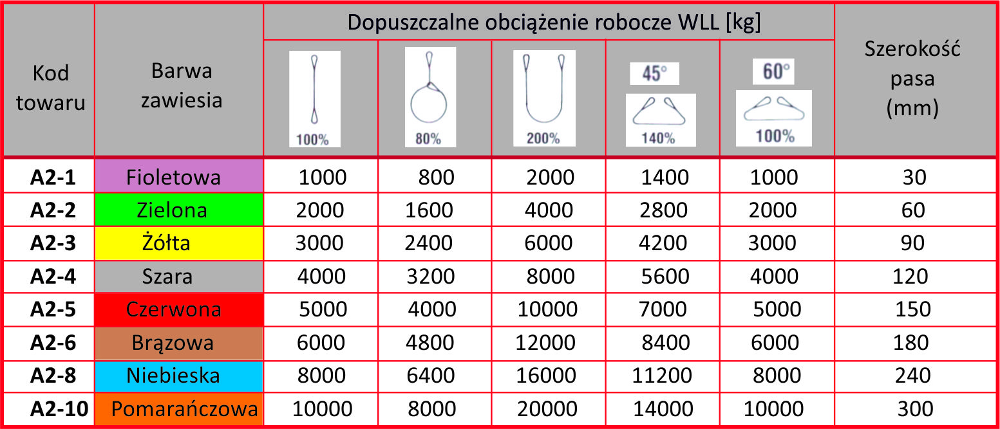 Kod towaru
Barwa zawiesia
Dopuszczalne obciążenie robocze WLL [kg]
Szerokość pasa (mm)
100%
80%
200%
45°
140%
60°
100%
A2-1 Fioletowa 1000 800 2000 1400 1000 30
A2-2 Zielona 2000 1600 4000 2800 2000 60
A2-3 Żółta 3000 2400 6000 4200 3000 90
A2-4 Szara 4000 3200 8000 5600 4000 120
A2-5 Czerwona 5000 4000 10000 7000 5000 150
A2-6 Brązowa 6000 4800 12000 8400 6000 180
A2-8 Niebieska 8000 6400 16000 11200 8000 240
A2-10 Pomarańczowa 10000 8000 20000 14000 10000 300